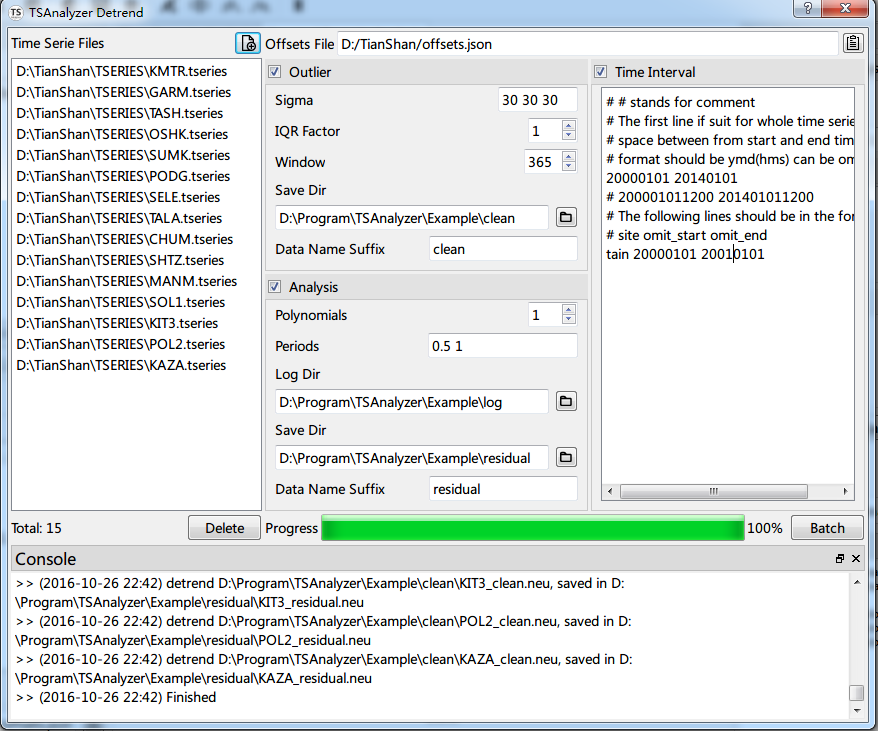 TS TSAnalyzer Detrend
Time Serie Files
Offsets File D:/TianShan/offsets.json
D:\TianShan\TSERIES\KMTR.tseries
D:\TianShan\TSERIES\GARM.tseries
D:\TianShan\TSERIES\TASH.tseries
D:\TianShan\TSERIES\OSHK.tseries
D:\TianShan\TSERIES\SUMK.tseries
D:\TianShan\TSERIES\PODG.tseries
D:\TianShan\TSERIES\SELE.tseries
D:\TianShan\TSERIES\TALA.tseries
D:\TianShan\TSERIES\CHUM.tseries
D:\TianShan\TSERIES\SHTZ.tseries
D:\TianShan\TSERIES\MANM.tseries
D:\TianShan\TSERIES\SOL1.tseries
D:\TianShan\TSERIES\KIT3.tseries
D:\TianShan\TSERIES\POL2.tseries
D:\TianShan\TSERIES\KAZA.tseries
Total: 15
Delete
Outlier
Sigma 30 30 30
IQR Factor 1
Window 365
Save Dir
D:\Program\TSAnalyzer\Example\clean
Data Name Suffix clean
Analysis
Polynomials 1
Periods 0.5 1
Log Dir
D:\Program\TSAnalyzer\Example\log
Save Dir
D:\Program\TSAnalyzer\Example\residual
Data Name Suffix residual
Time Interval
# # stands for comment
# The first line if suit for whole time serie
# space between from start and end tim
# format should be ymd(hms) can be om
20000101 20140101
# 200001011200 201401011200
# The following lines should be in the for
# site omit_start omit_end
tain 20000101 20010101
Progress 100%
Batch
Console
>> (2016-10-26 22:42) detrend D:\Program\TSAnalyzer\Example\clean\KIT3_clean.neu, saved in D:
\Program\TSAnalyzer\Example\residual\KIT3_residual.neu
>> (2016-10-26 22:42) detrend D:\Program\TSAnalyzer\Example\clean\POL2_clean.neu, saved in D:
\Program\TSAnalyzer\Example\residual\POL2_residual.neu
>> (2016-10-26 22:42) detrend D:\Program\TSAnalyzer\Example\clean\KAZA_clean.neu, saved in D:
\Program\TSAnalyzer\Example\residual\KAZA_residual.neu
>> (2016-10-26 22:42) Finished